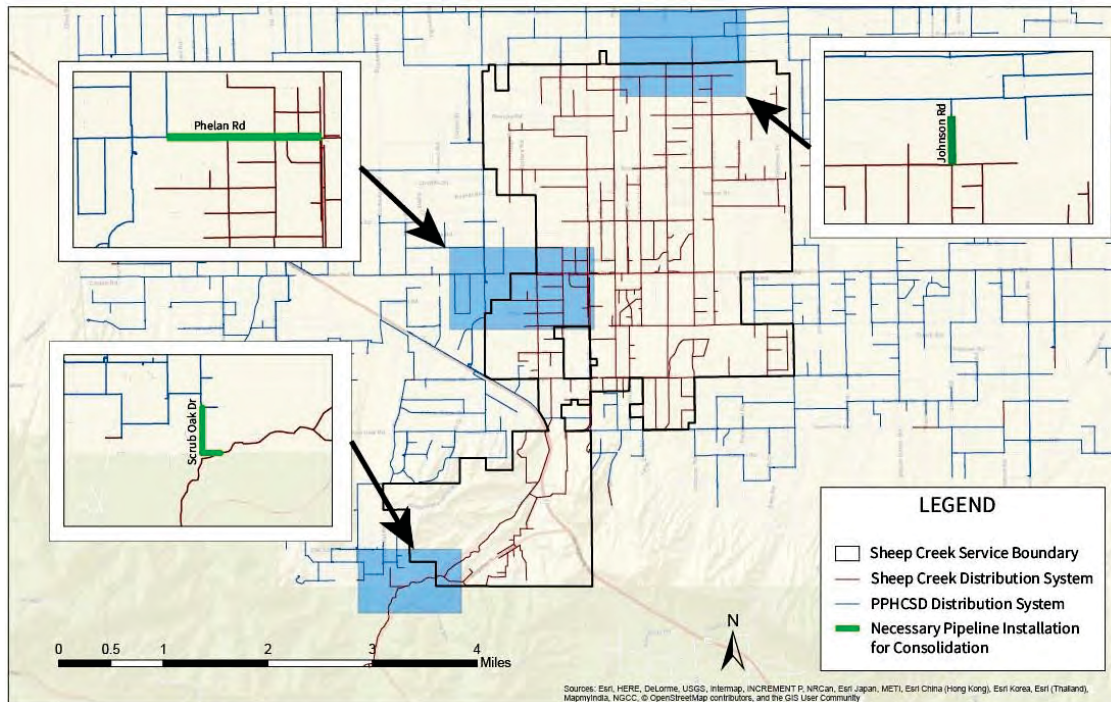 Phelan Rd
Johnson Rd
Scrub Oak Dr
LEGEND
Sheep Creek Service Boundary
Sheep Creek Distribution System
PPHCSD Distribution System
Necessary Pipeline Installation
for Consolidation
N
0 0.5 1 2 3 4
Miles
Sources: Esri, HERE, DeLorme, USGS, Intermap, INCREMENT P, NRCan, Esri Japan, METI, Esri China (Hong Kong), Esri Korea, Esri (Thailand),
MapmyIndia, NGCC, © OpenStreetMap contributors, and the GIS User Community